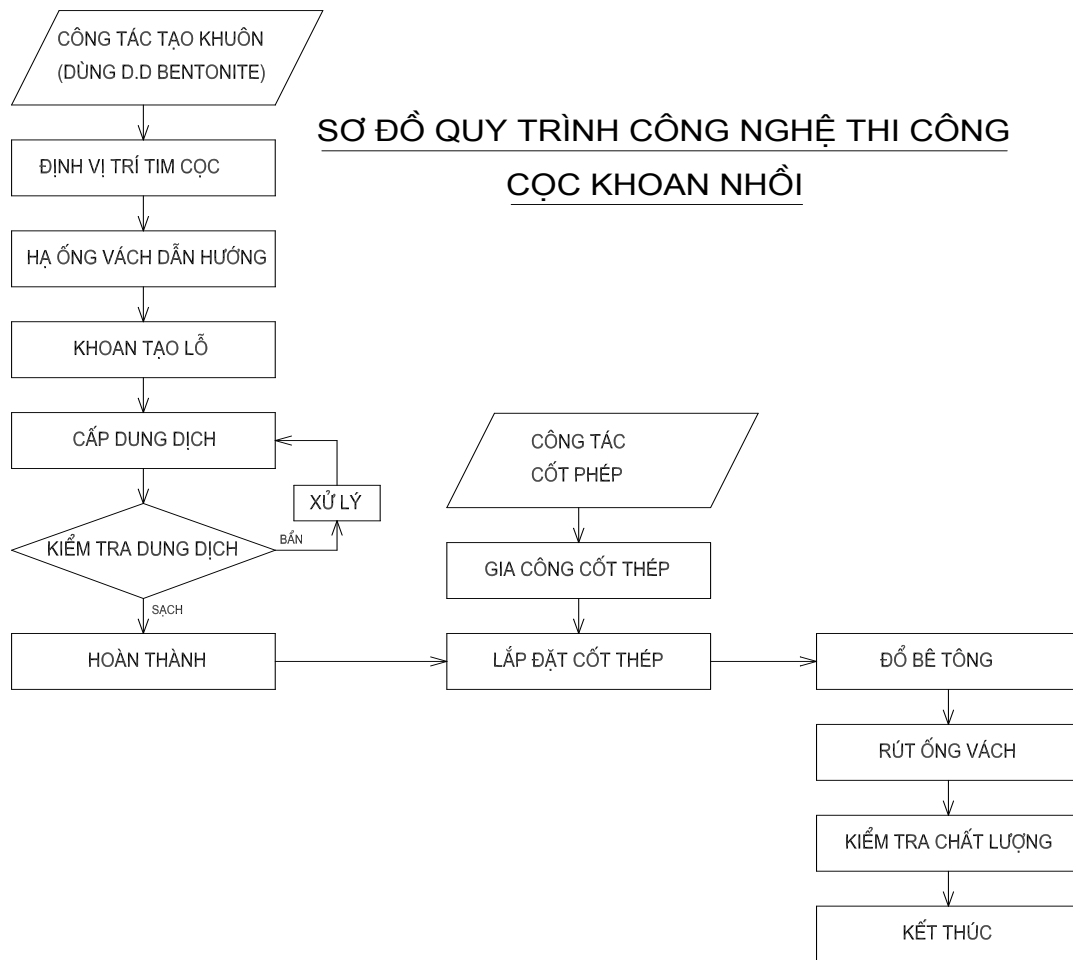 CÔNG TÁC TẠO KHUÔN
(DÙNG D.D BENTONITE)
SƠ ĐỒ QUY TRÌNH CÔNG NGHỆ THI CÔNG
CỌC KHOAN NHỒI
ĐỊNH VỊ TRÍ TIM CỌC
HẠ ỐNG VÁCH DẪN HƯỚNG
KHOAN TẠO LỖ
CẤP DUNG DỊCH
XỬ LÝ
KIỂM TRA DUNG DỊCH
BẨN
SẠCH
HOÀN THÀNH
CÔNG TÁC
CỐT PHÉP
GIA CÔNG CỐT THÉP
LẮP ĐẶT CỐT THÉP
ĐỔ BÊ TÔNG
RÚT ỐNG VÁCH
KIỂM TRA CHẤT LƯỢNG
KẾT THÚC